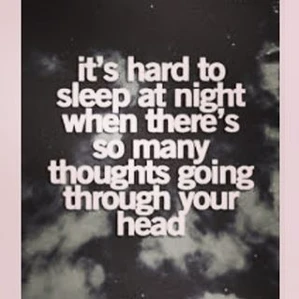 it's hard to
sleep at night
when there's
so many
thoughts going
through your
head